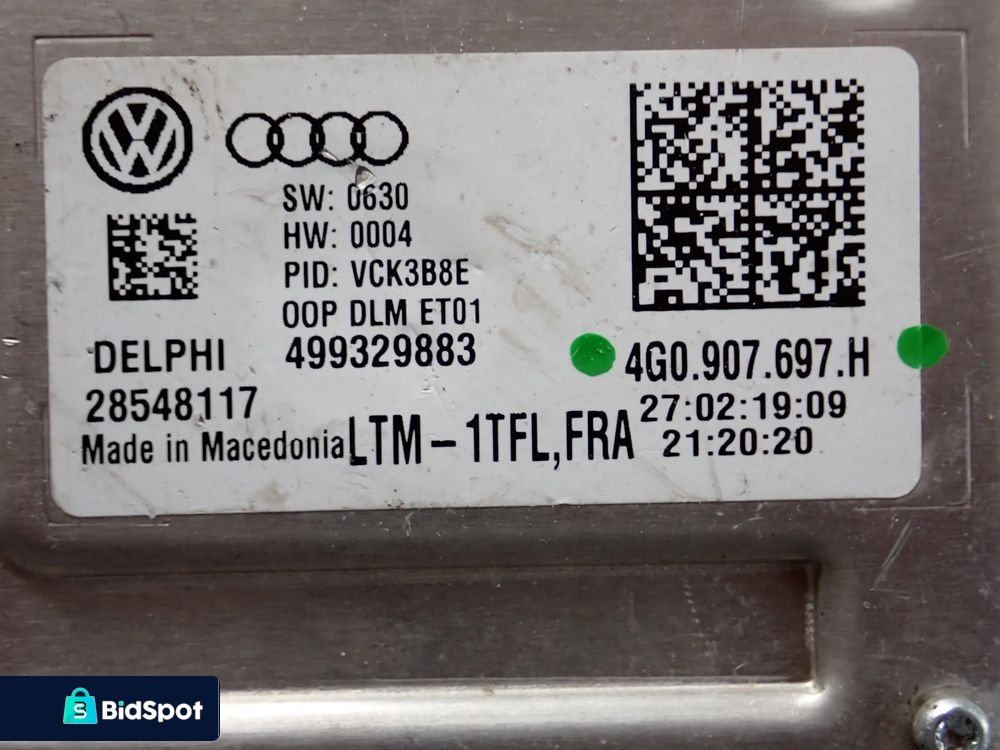 SW: 0630
HW: 0004
PID: VCK3B8E
OOP DLM ET01
DELPHI 499329883 4G0.907.697.H
28548117 27:02:19:09
Made in Macedonia LTM-1TFL,FRA 21:20:20
BidSpot